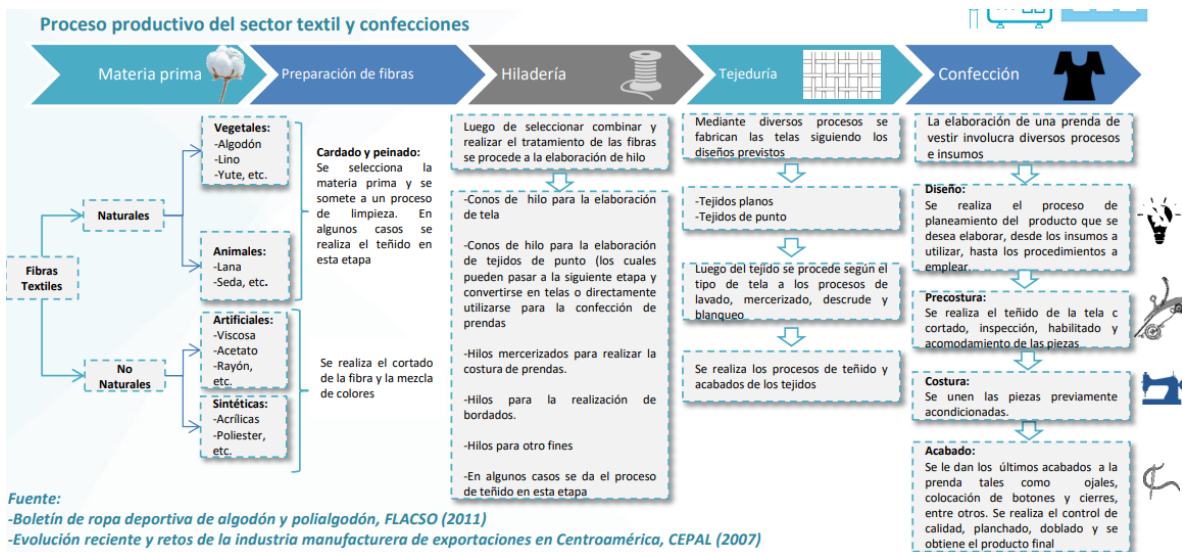 Proceso productivo del sector textil y confecciones
Materia prima
Preparación de fibras
Hiladería
Tejeduría
Confección
Fibras
Textiles
Naturales
No
Naturales
Vegetales:
-Algodón
-Lino
-Yute, etc.
Animales:
-Lana
-Seda, etc.
Artificiales:
-Viscosa
-Acetato
-Rayón,
etc.
Sintéticas:
-Acrílicas
-Poliester,
etc.
Cardado y peinado:
Se selecciona la
materia prima y se
somete a un proceso
de limpieza. En
algunos casos se
realiza el teñido en
esta etapa
Se realiza el cortado
de la fibra y la mezcla
de colores
Luego de seleccionar combinar y
realizar el tratamiento de las fibras
se procede a la elaboración de hilo
-Conos de hilo para la elaboración
de tela
-Conos de hilo para la elaboración
de tejidos de punto (los cuales
pueden pasar a la siguiente etapa y
convertirse en telas o directamente
utilizarse para la confección de
prendas
-Hilos mercerizados para realizar la
costura de prendas.
-Hilos para la realización de
bordados.
-Hilos para otro fines
-En algunos casos se da el proceso
de teñido en esta etapa
Mediante diversos procesos se
fabrican las telas siguiendo los
diseños previstos
-Tejidos planos
-Tejidos de punto
Luego del tejido se procede según el
tipo de tela a los procesos de
lavado, mercerizado, descrude y
blanqueo
Se realiza los procesos de teñido y
acabados de los tejidos
La elaboración de una prenda de
vestir involucra diversos procesos
e insumos
Diseño:
Se realiza el proceso de
planeamiento del producto que se
desea elaborar, desde los insumos a
utilizar, hasta los procedimientos a
emplear.
Precostura:
Se realiza el teñido de la tela c
cortado, inspección, habilitado y
acomodamiento de las piezas
Costura:
Se unen las piezas previamente
acondicionadas.
Acabado:
Se le dan los últimos acabados a la
prenda tales como ojales,
colocación de botones y cierres,
entre otros. Se realiza el control de
calidad, planchado, doblado y se
obtiene el producto final
Fuente:
-Boletín de ropa deportiva de algodón y polialgodón, FLACSO (2011)
-Evolución reciente y retos de la industria manufacturera de exportaciones en Centroamérica, CEPAL (2007)